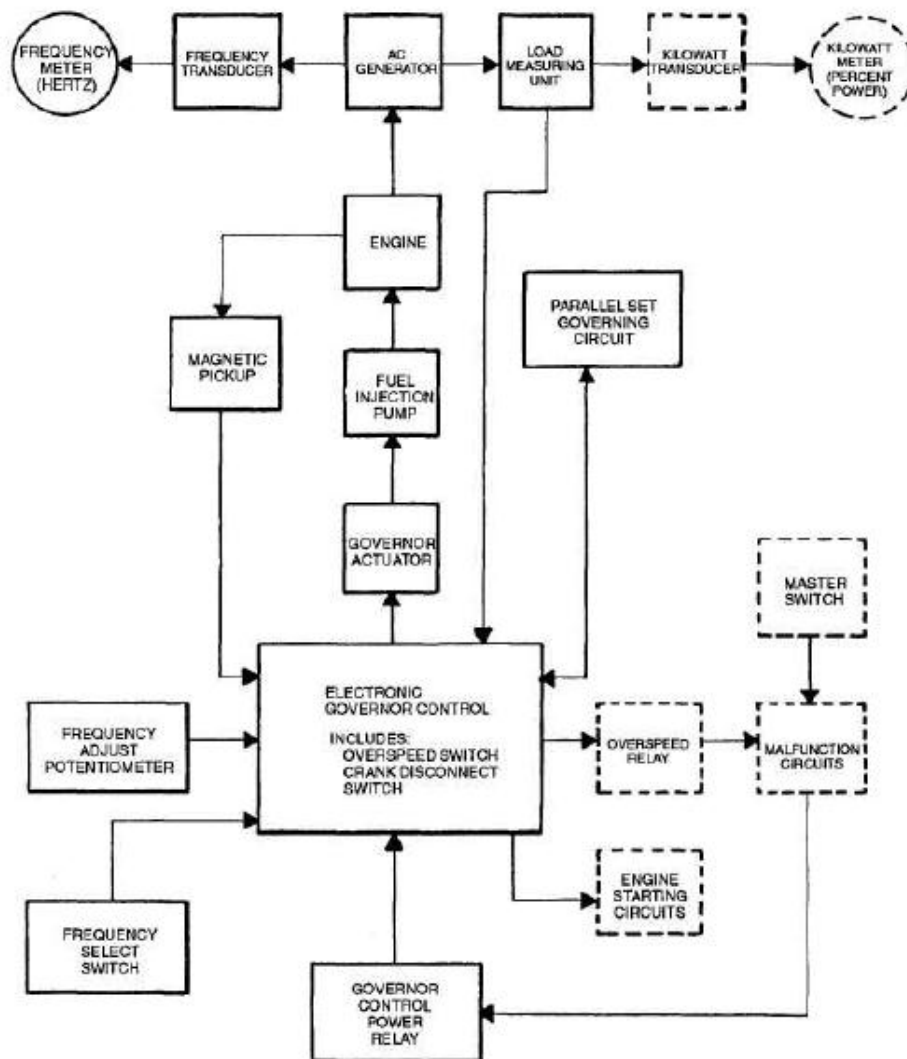 FREQUENCY
METER
(HERTZ)
FREQUENCY
TRANSDUCER
AC
GENERATOR
LOAD
MEASURING
UNIT
KILOWATT
TRANSDUCER
KILOWATT
METER
(PERCENT
POWER)
ENGINE
MAGNETIC
PICKUP
PARALLEL SET
GOVERNING
CIRCUIT
FUEL
INJECTION
PUMP
GOVERNOR
ACTUATOR
MASTER
SWITCH
ELECTRONIC
GOVERNOR CONTROL
INCLUDES:
OVERSPEED SWITCH
CRANK DISCONNECT
SWITCH
FREQUENCY
ADJUST
POTENTIOMETER
OVERSPEED
RELAY
MALFUNCTION
CIRCUITS
ENGINE
STARTING
CIRCUITS
FREQUENCY
SELECT
SWITCH
GOVERNOR
CONTROL
POWER
RELAY